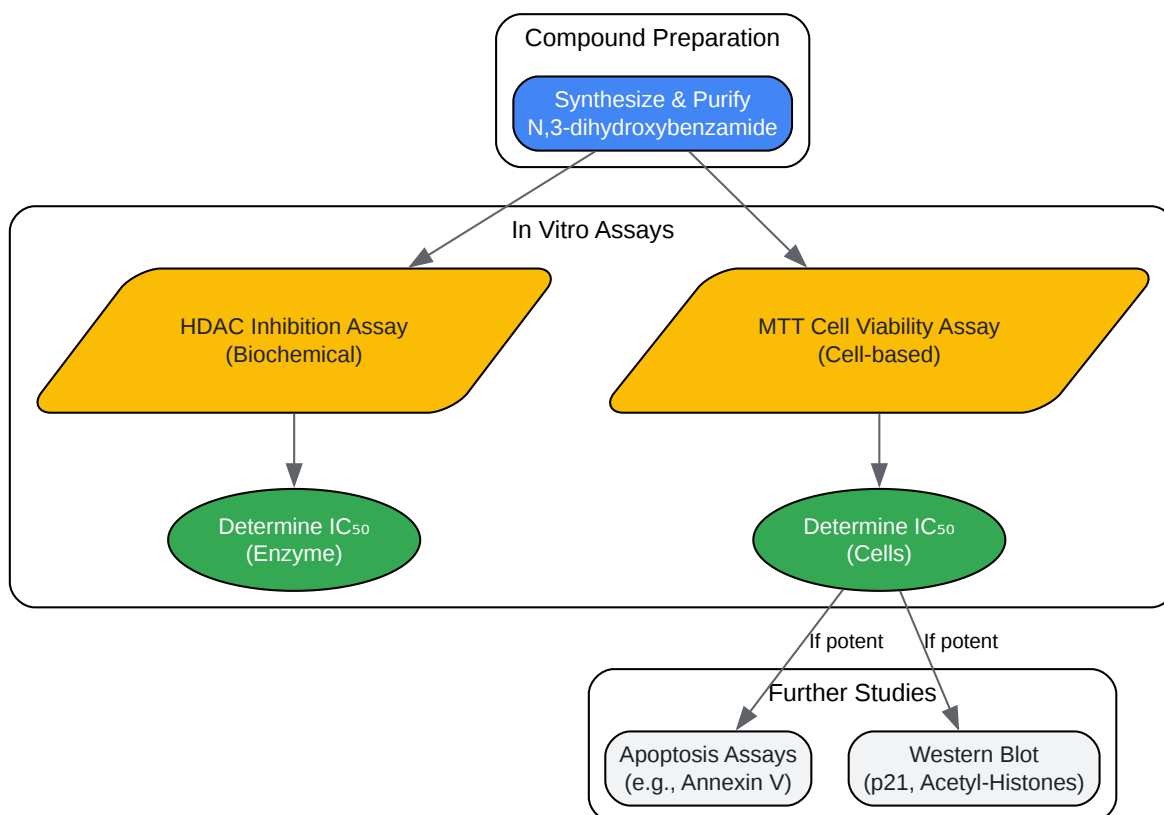 Compound Preparation
Synthesize & Purify
N,3-dihydroxybenzamide
In Vitro Assays
HDAC Inhibition Assay
(Biochemical)
MTT Cell Viability Assay
(Cell-based)
Determine IC₅₀
(Enzyme)
Determine IC₅₀
(Cells)
If potent
If potent
Further Studies
Apoptosis Assays
(e.g., Annexin V)
Western Blot
(p21, Acetyl-Histones)